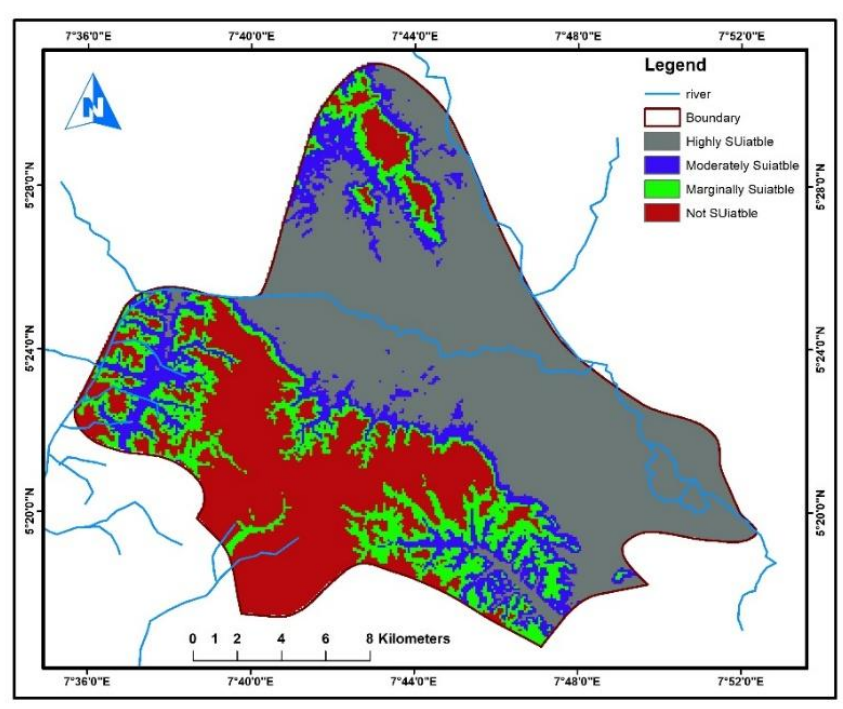 7°36'0"E 7°40'0"E 7°44'0"E 7°48'0"E 7°52'0"E
N
Legend
river
Boundary
Highly SUiatble
Moderately Suiatble
Marginally Suiatble
Not SUiatble
5°28'0"N 5°28'0"N
5°24'0"N 5°24'0"N
5°20'0"N 5°20'0"N
0 1 2 4 6 8 Kilometers
7°36'0"E 7°40'0"E 7°44'0"E 7°48'0"E 7°52'0"E